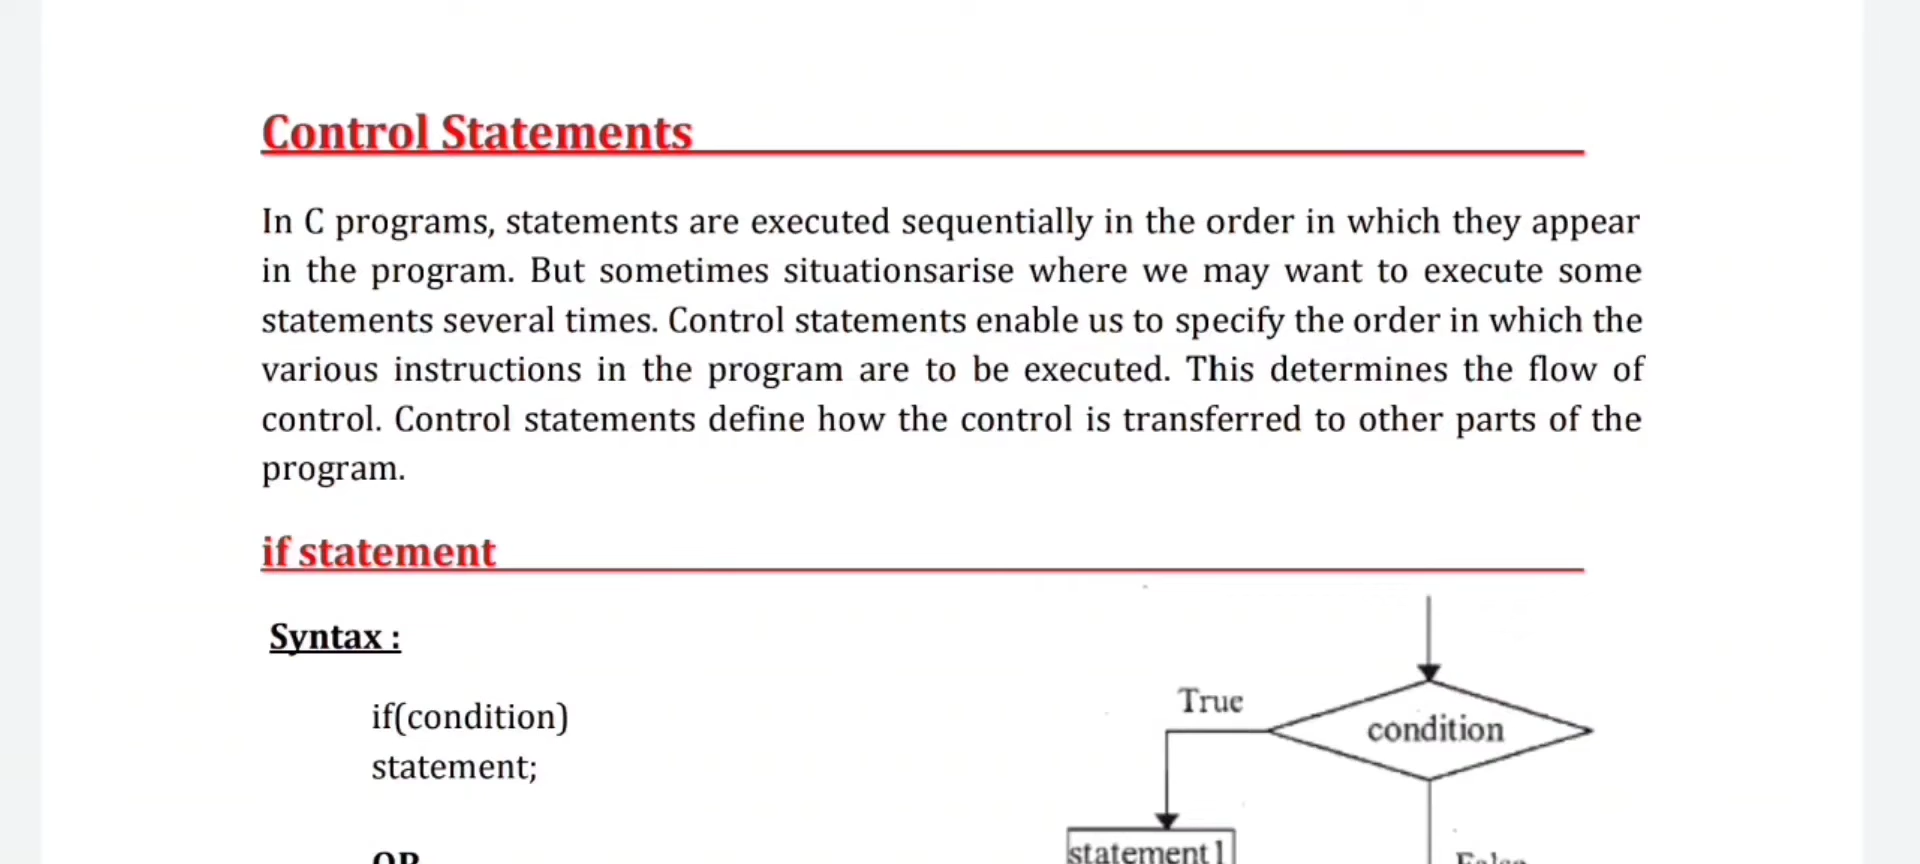 Control Statements
In C programs, statements are executed sequentially in the order in which they appear
in the program. But sometimes situationsarise where we may want to execute some
statements several times. Control statements enable us to specify the order in which the
various instructions in the program are to be executed. This determines the flow of
control. Control statements define how the control is transferred to other parts of the
program.
if statement
Syntax :
if(condition)
statement;
True
condition
statement1